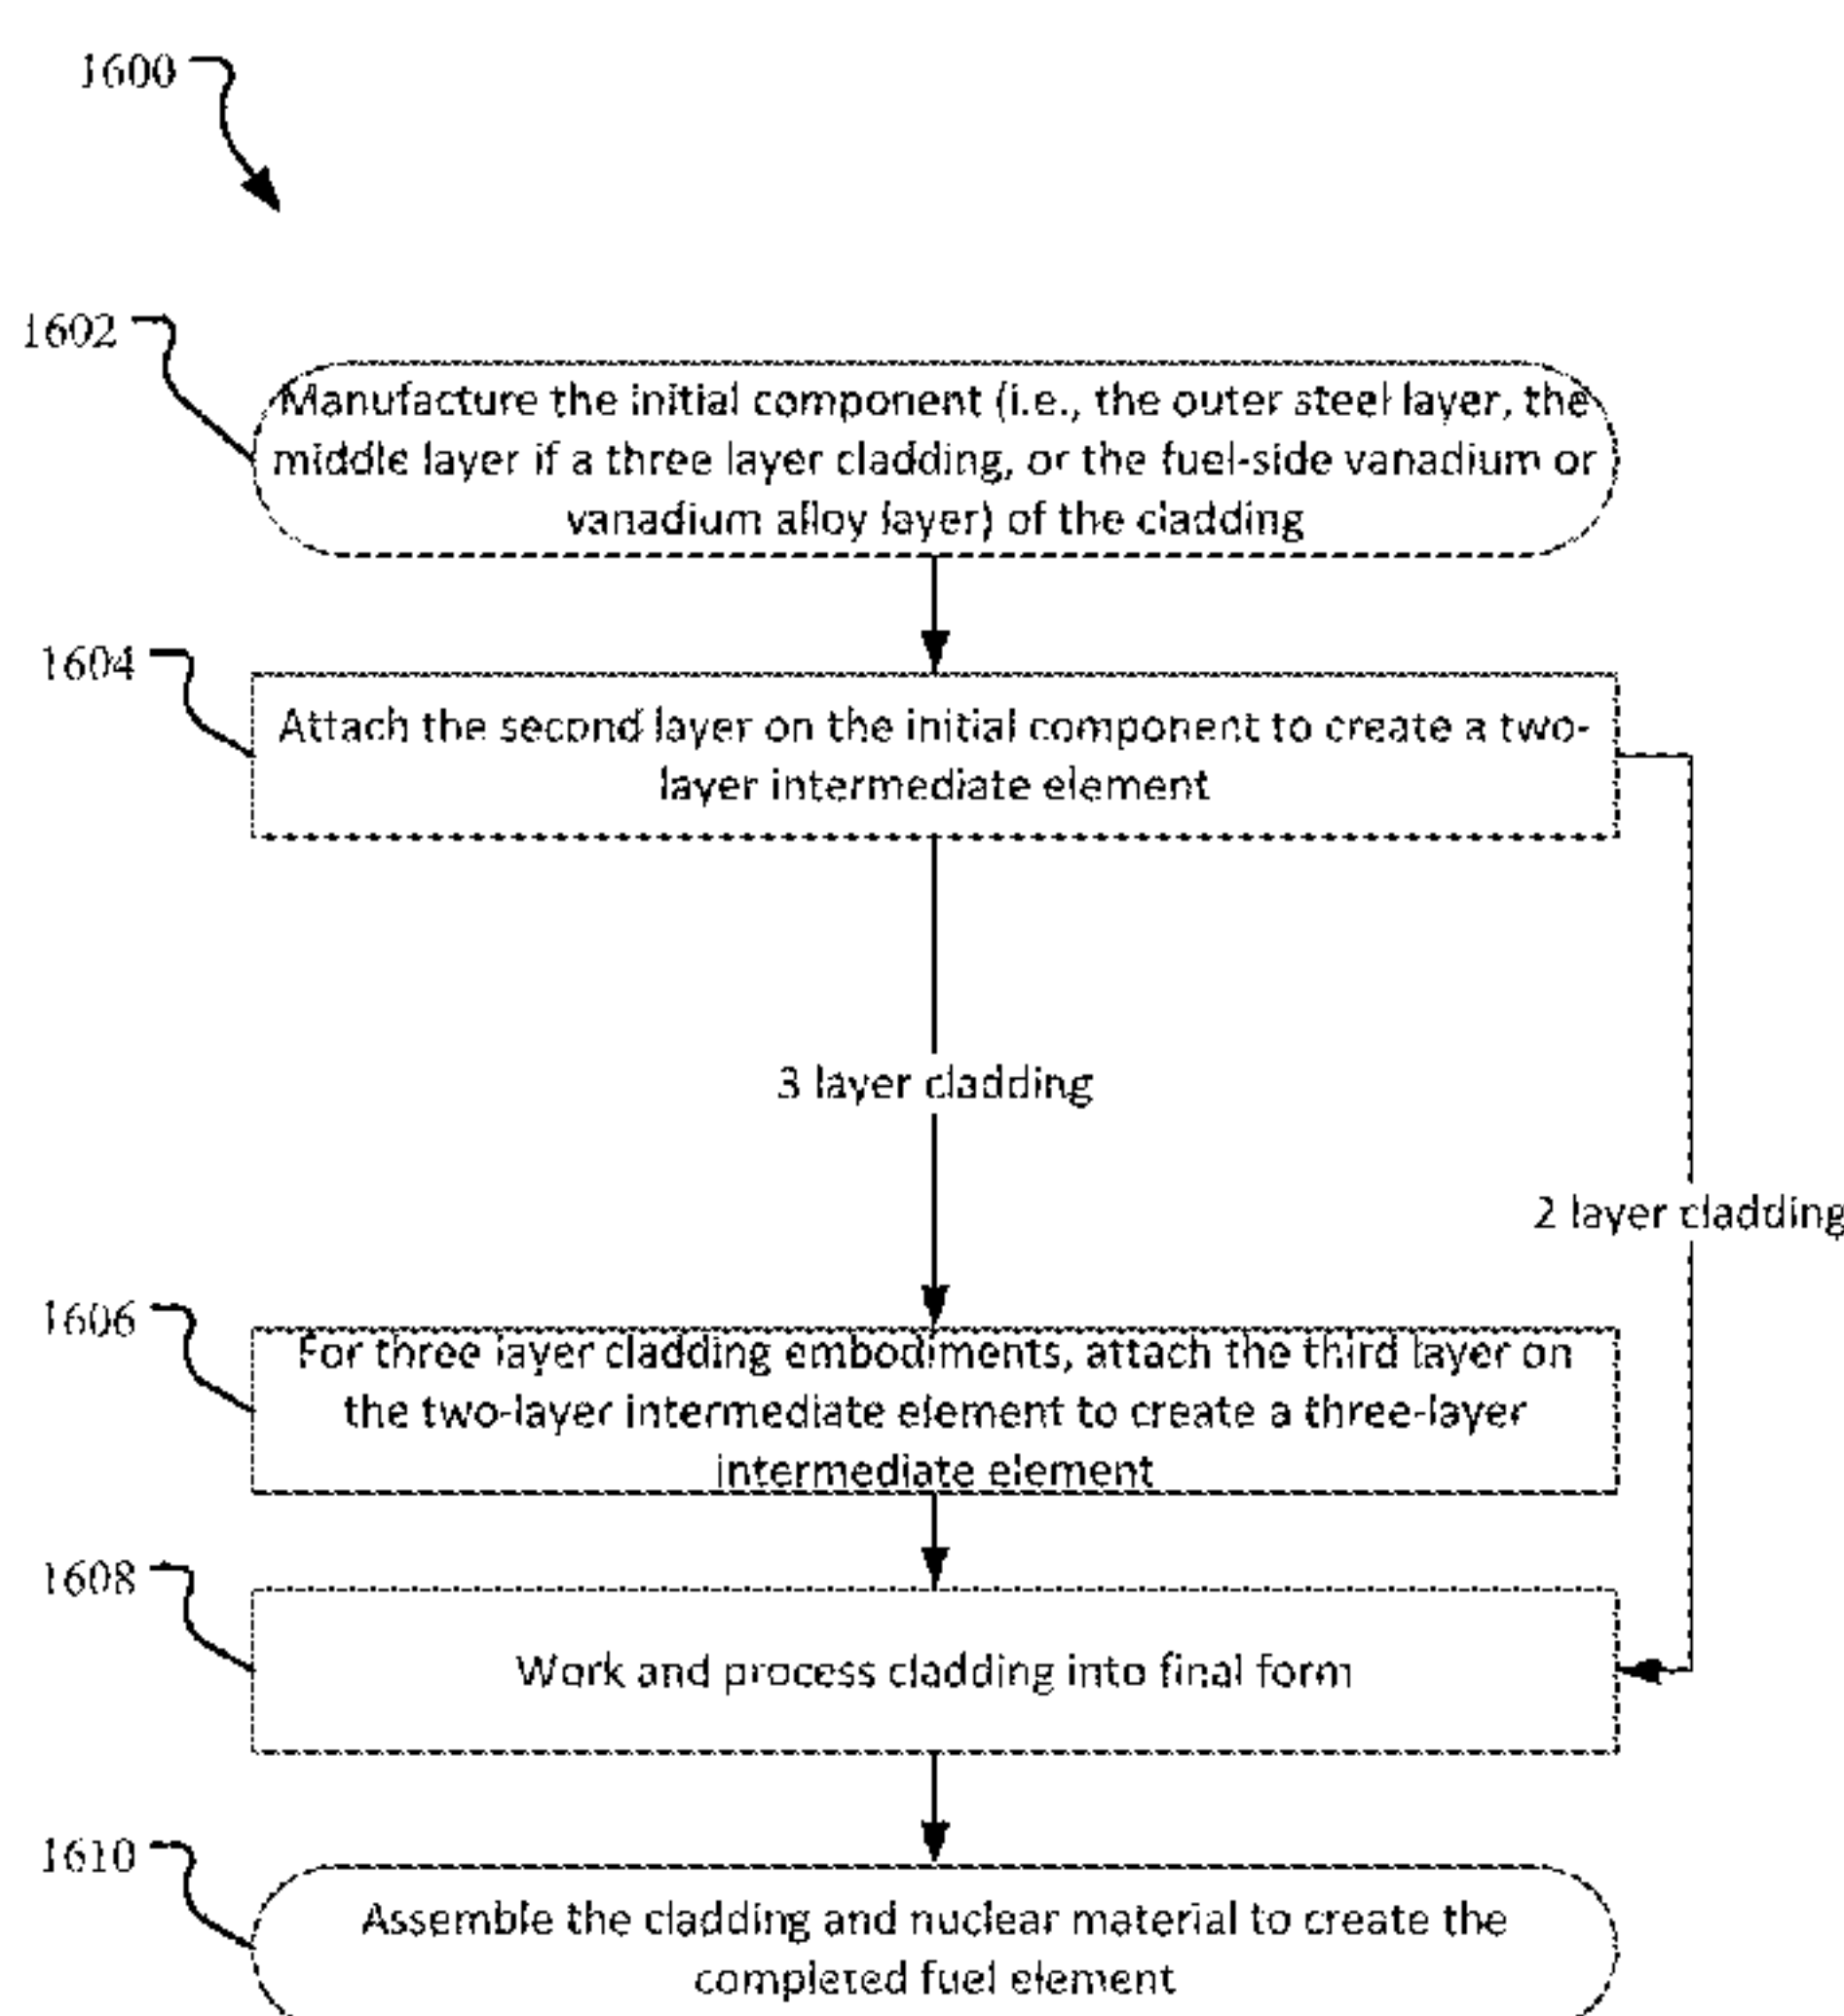 1600
1602
Manufacture the initial component (i.e., the outer steel layer, the
middle layer if a three layer cladding, or the fuel-side vanadium or
vanadium alloy layer) of the cladding
1604
Attach the second layer on the initial component to create a two-
layer intermediate element
3 layer cladding
2 layer cladding
1606
For three layer cladding embodiments, attach the third layer on
the two-layer intermediate element to create a three-layer
intermediate element
1608
Work and process cladding into final form
1610
Assemble the cladding and nuclear material to create the
completed fuel element